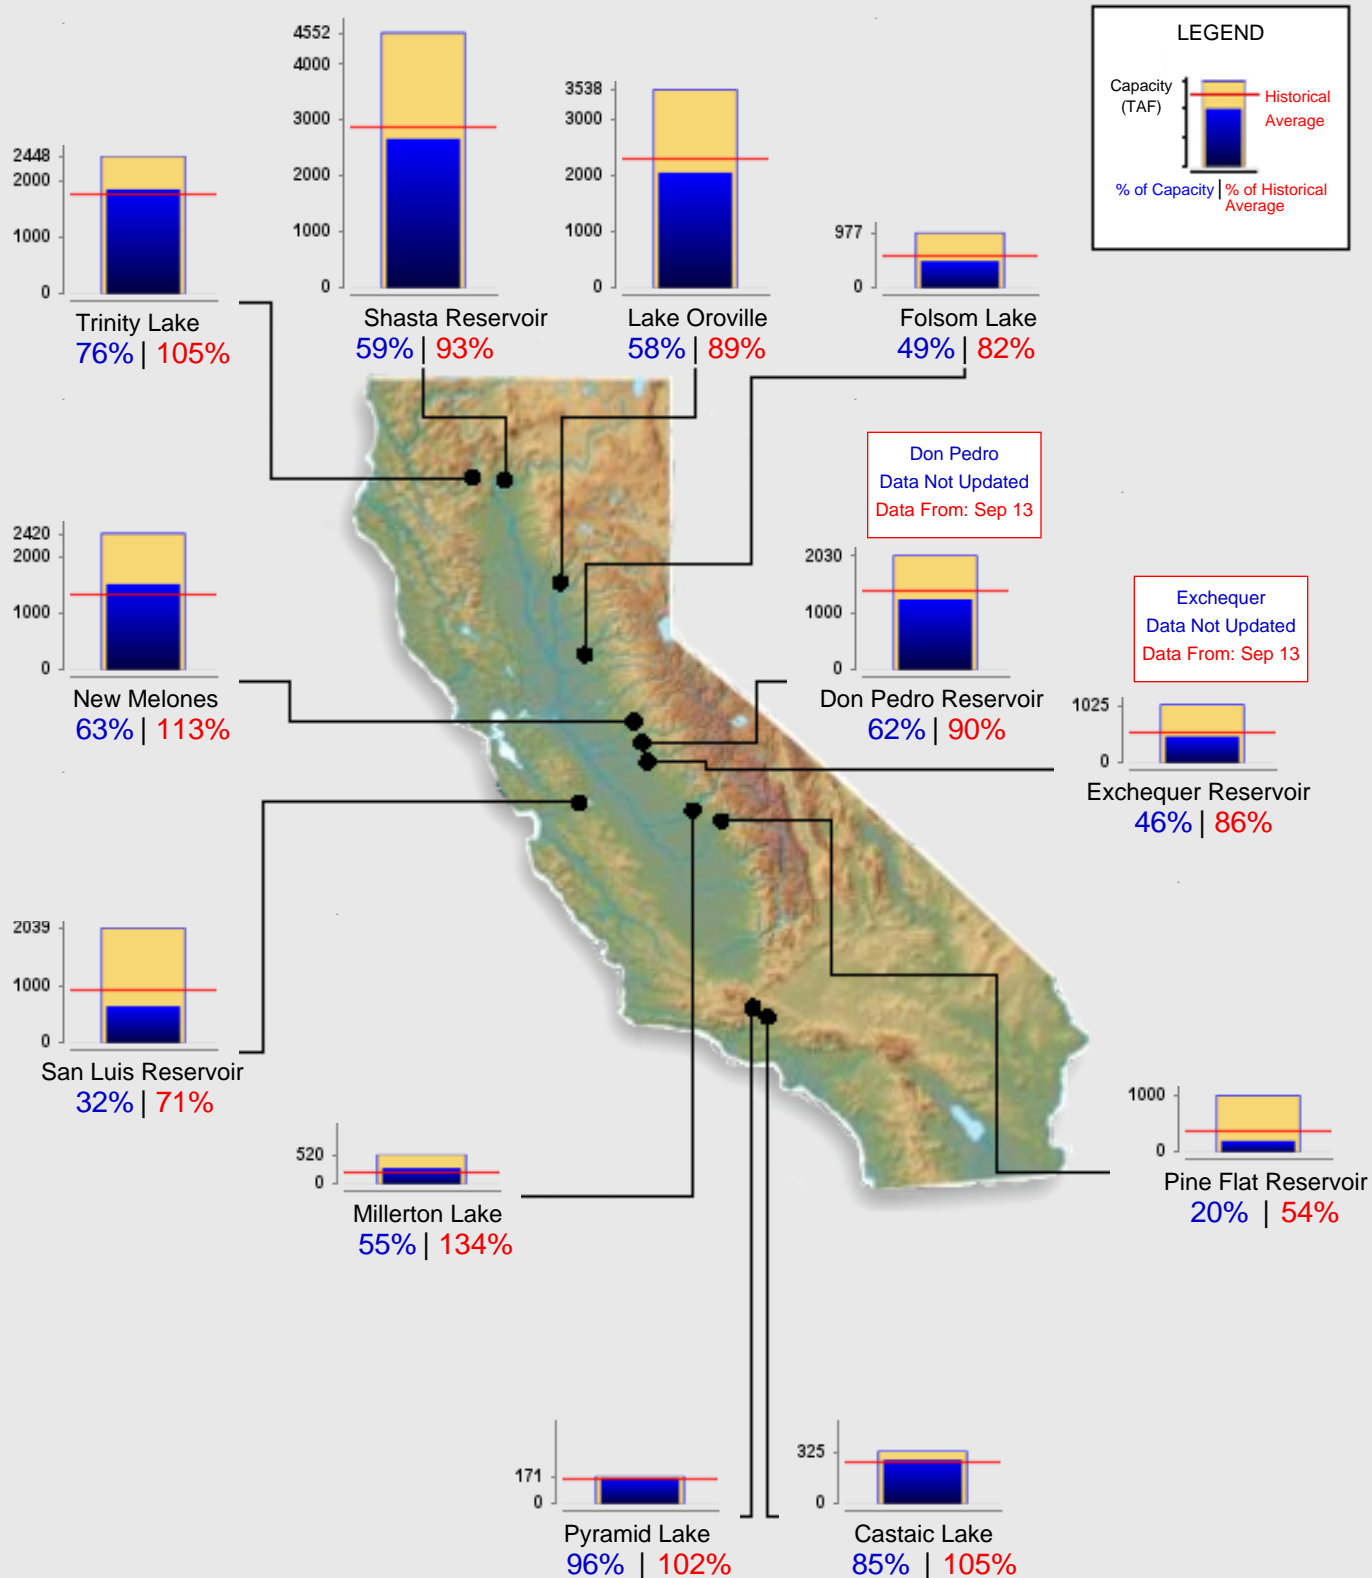 LEGEND
Capacity
(TAF)
Historical
Average
% of Capacity | % of Historical
Average
4552
4000
3000
2000
1000
0
Shasta Reservoir
59% | 93%
3538
3000
2000
1000
0
Lake Oroville
58% | 89%
2448
2000
1000
0
Trinity Lake
76% | 105%
977
0
Folsom Lake
49% | 82%
Don Pedro
Data Not Updated
Data From: Sep 13
2030
1000
0
Don Pedro Reservoir
62% | 90%
2420
2000
1000
0
New Melones
63% | 113%
Exchequer
Data Not Updated
Data From: Sep 13
1025
0
Exchequer Reservoir
46% | 86%
2039
1000
0
San Luis Reservoir
32% | 71%
1000
0
Pine Flat Reservoir
20% | 54%
520
0
Millerton Lake
55% | 134%
171
0
Pyramid Lake
96% | 102%
325
0
Castaic Lake
85% | 105%